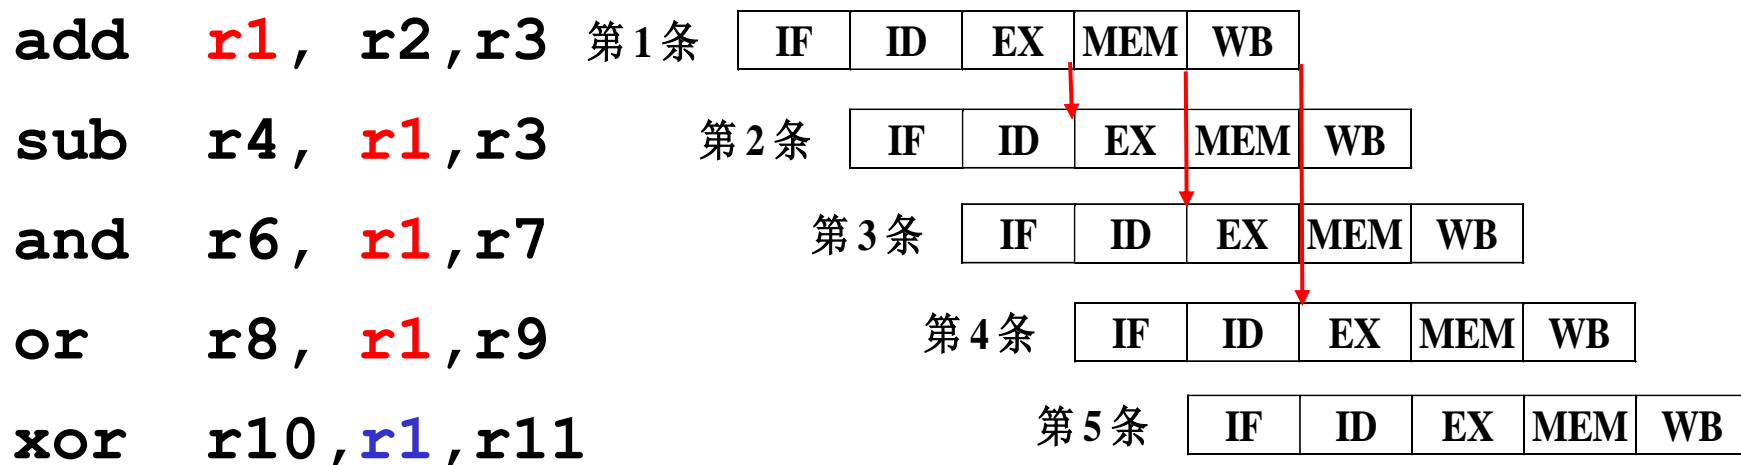 add r1, r2,r3 第1条 IF ID EX MEM WB
sub r4, r1,r3 第2条 IF ID EX MEM WB
and r6, r1,r7 第3条 IF ID EX MEM WB
or r8, r1,r9 第4条 IF ID EX MEM WB
xor r10,r1,r11 第5条 IF ID EX MEM WB